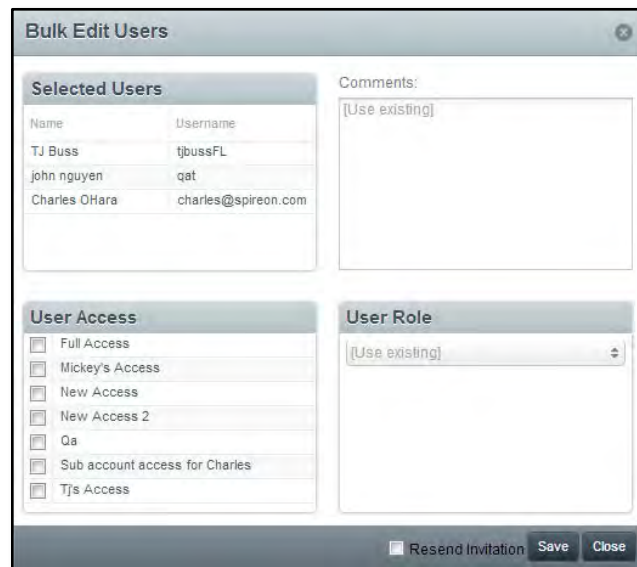 Bulk Edit Users
Selected Users
Name Username
TJ Buss tjbussFL
john nguyen qat
Charles OHara charles@spireon.com
Comments:
[Use existing]
User Access
Full Access
Mickey's Access
New Access
New Access 2
Qa
Sub account access for Charles
Tj's Access
User Role
[Use existing]
Resend Invitation Save Close